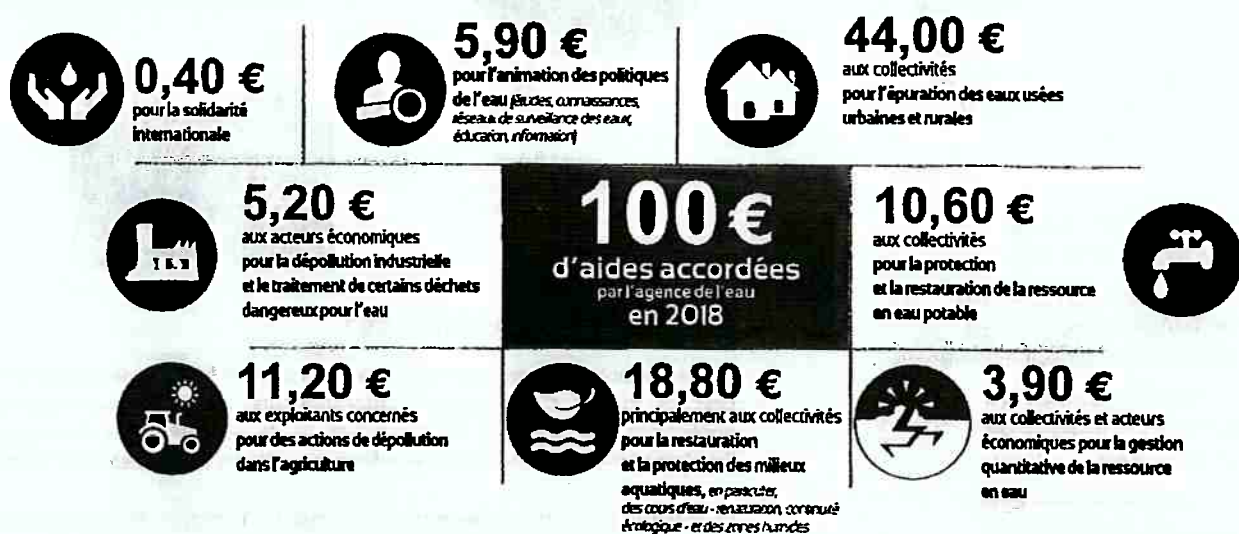 0,40 €
pour la solidarité
internationale
5,90 €
pour l'animation des politiques
de l'eau (études, connaissances,
réseaux de surveillance des eaux,
éducation, information)
44,00 €
aux collectivités
pour l'épuration des eaux usées
urbaines et rurales
5,20 €
aux acteurs économiques
pour la dépollution industrielle
et le traitement de certains déchets
dangereux pour l'eau
100 €
d'aides accordées
par l'agence de l'eau
en 2018
10,60 €
aux collectivités
pour la protection
et la restauration de la ressource
en eau potable
11,20 €
aux exploitants concernés
pour des actions de dépollution
dans l'agriculture
18,80 €
principalement aux collectivités
pour la restauration
et la protection des milieux
aquatiques, en particulier,
des cours d'eau - restauration, continuité
écologique - et des zones humides
3,90 €
aux collectivités et acteurs
économiques pour la gestion
quantitative de la ressource
en eau